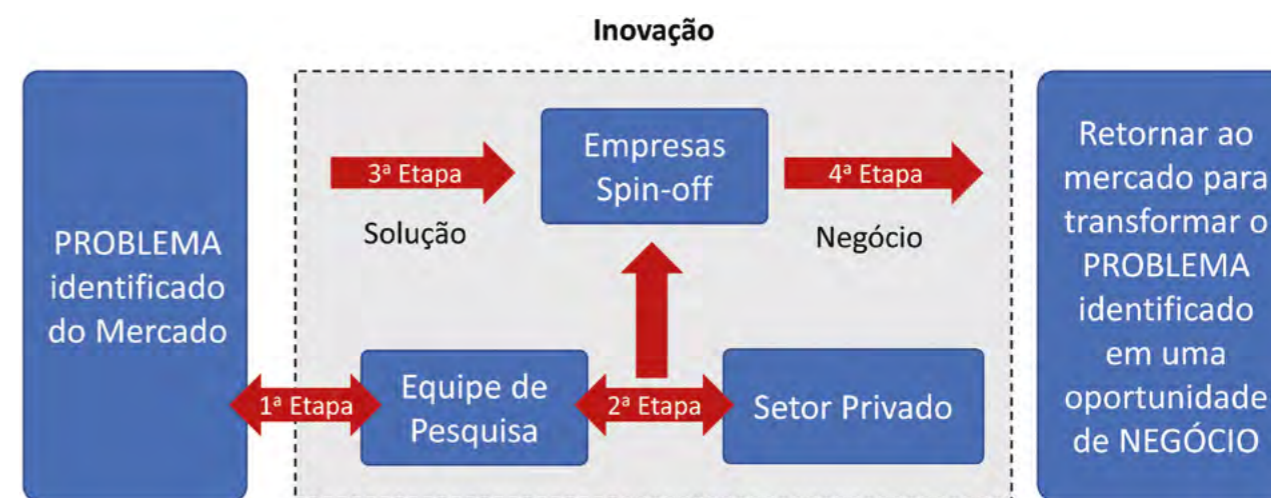 Inovação
PROBLEMA
identificado
do Mercado
3ª Etapa
Solução
Empresas
Spin-off
4ª Etapa
Negócio
1ª Etapa
Equipe de
Pesquisa
2ª Etapa
Setor Privado
Retornar ao
mercado para
transformar o
PROBLEMA
identificado
em uma
oportunidade
de NEGÓCIO